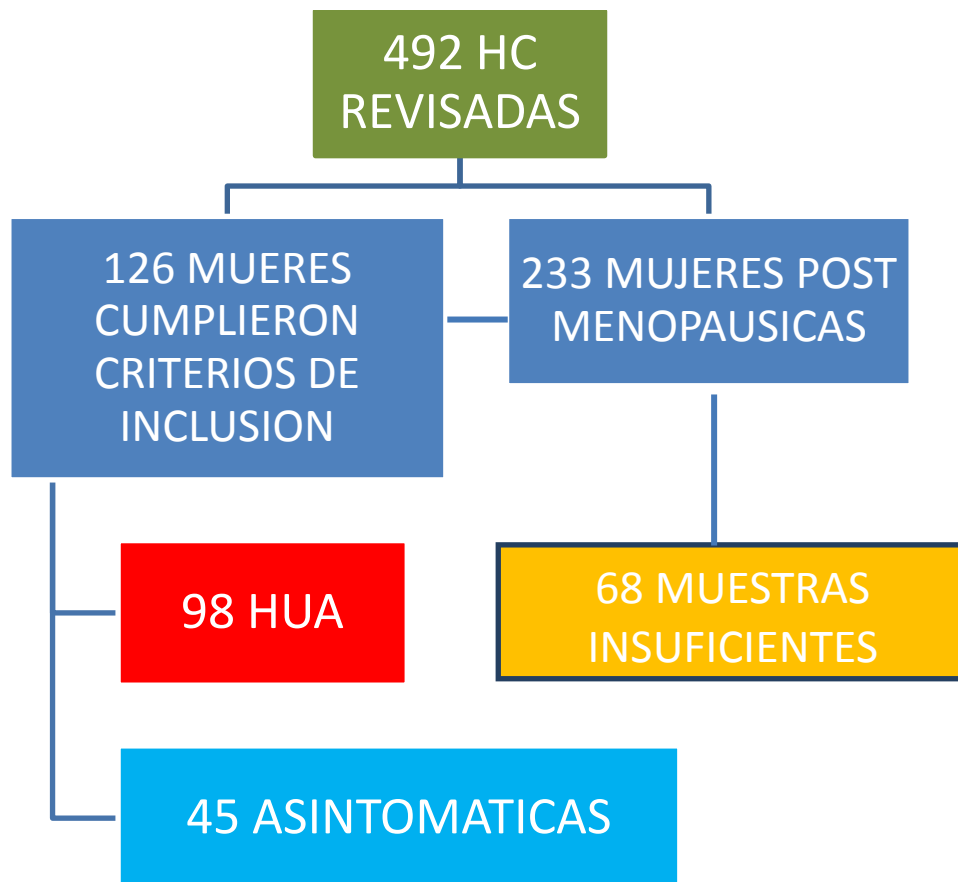 492 HC
REVISADAS
126 MUERES
CUMPLIERON
CRITERIOS DE
INCLUSION
233 MUJERES POST
MENOPAUSICAS
98 HUA
68 MUESTRAS
INSUFICIENTES
45 ASINTOMATICAS